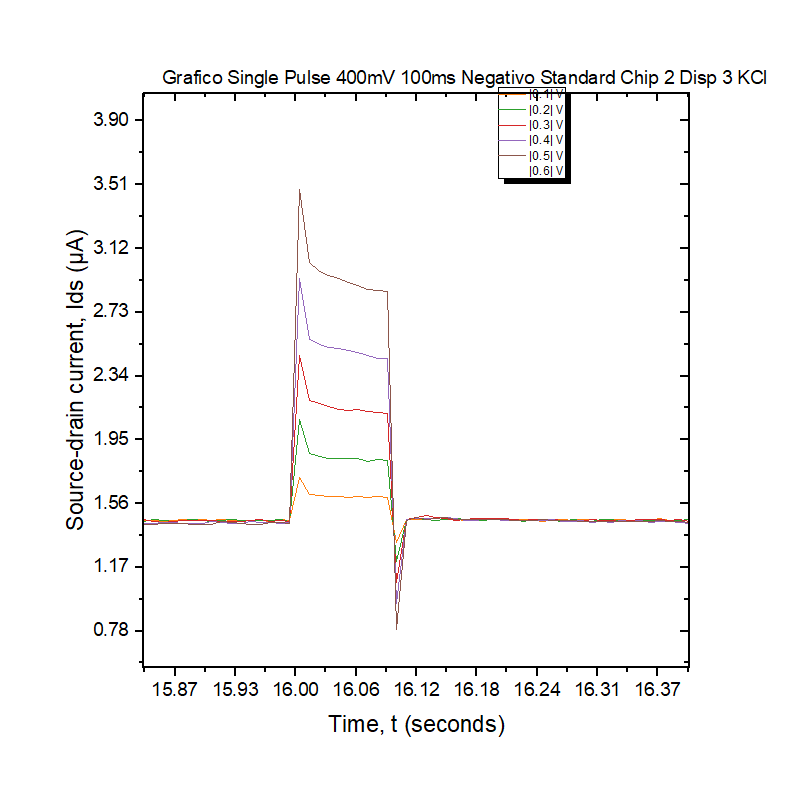 Grafico Single Pulse 400mV 100ms Negativo Standard Chip 2 Disp 3 KCl
|0.1| V
|0.2| V
|0.3| V
|0.4| V
|0.5| V
|0.6| V
3.90
3.51
3.12
2.73
2.34
1.95
1.56
1.17
0.78
Source-drain current, Ids (µA)
15.87 15.93 16.00 16.06 16.12 16.18 16.24 16.31 16.37
Time, t (seconds)